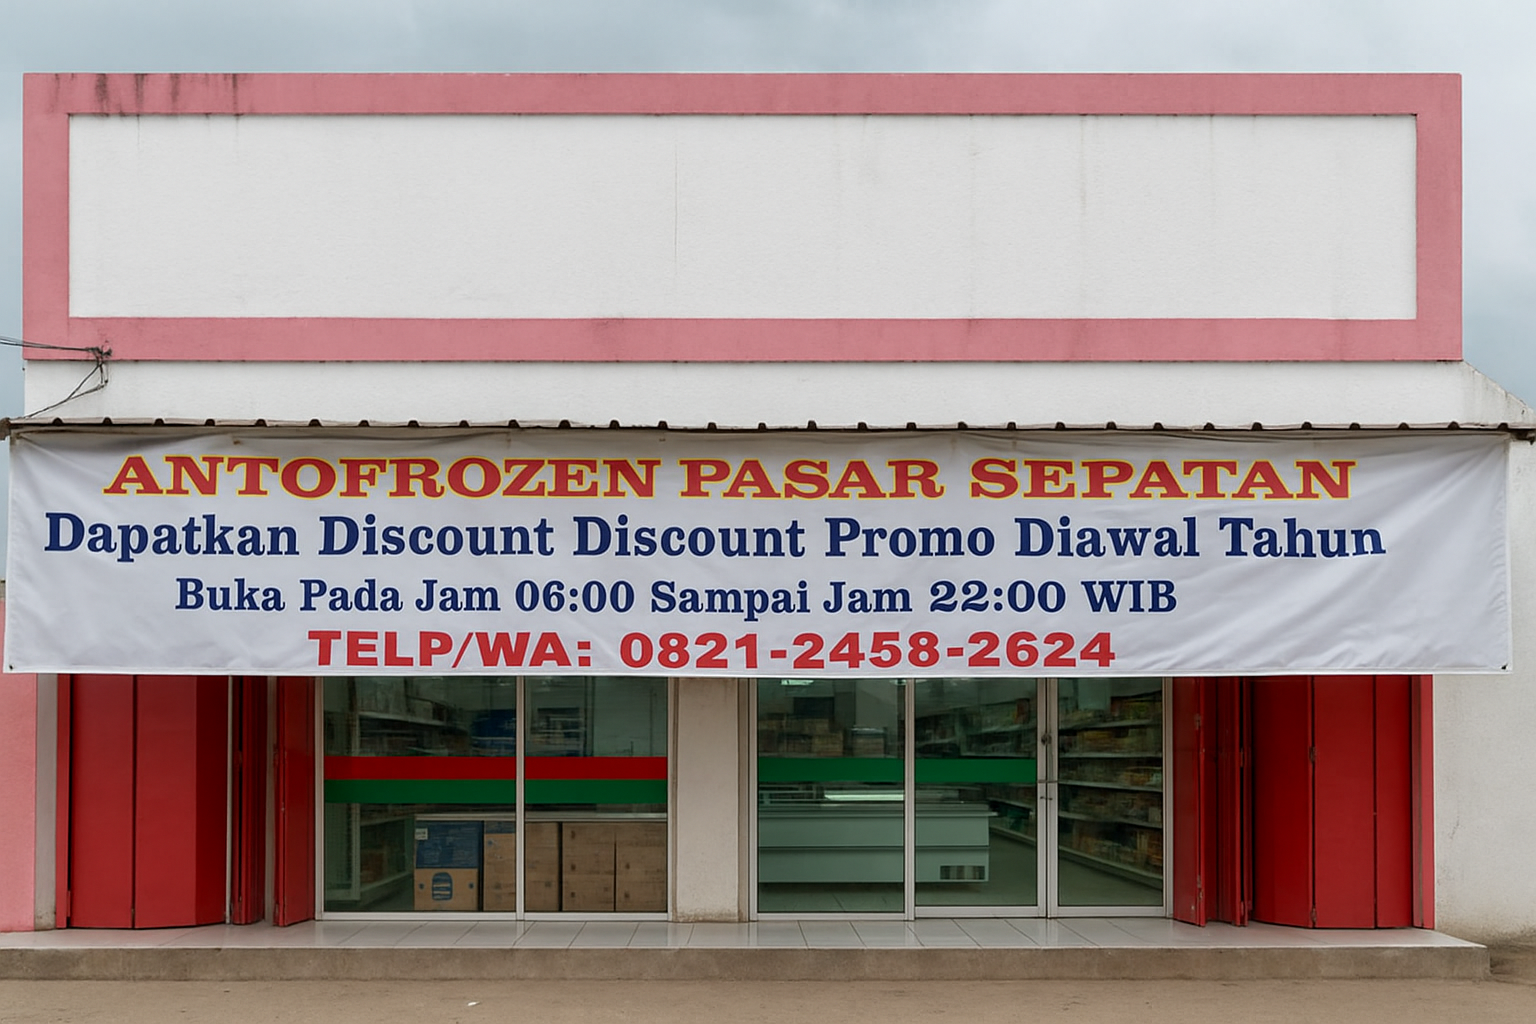 ANTOFROZEN PASAR SEPATAN
Dapatkan Discount Discount Promo Diawal Tahun
Buka Pada Jam 06:00 Sampai Jam 22:00 WIB
TELP/WA: 0821-2458-2624